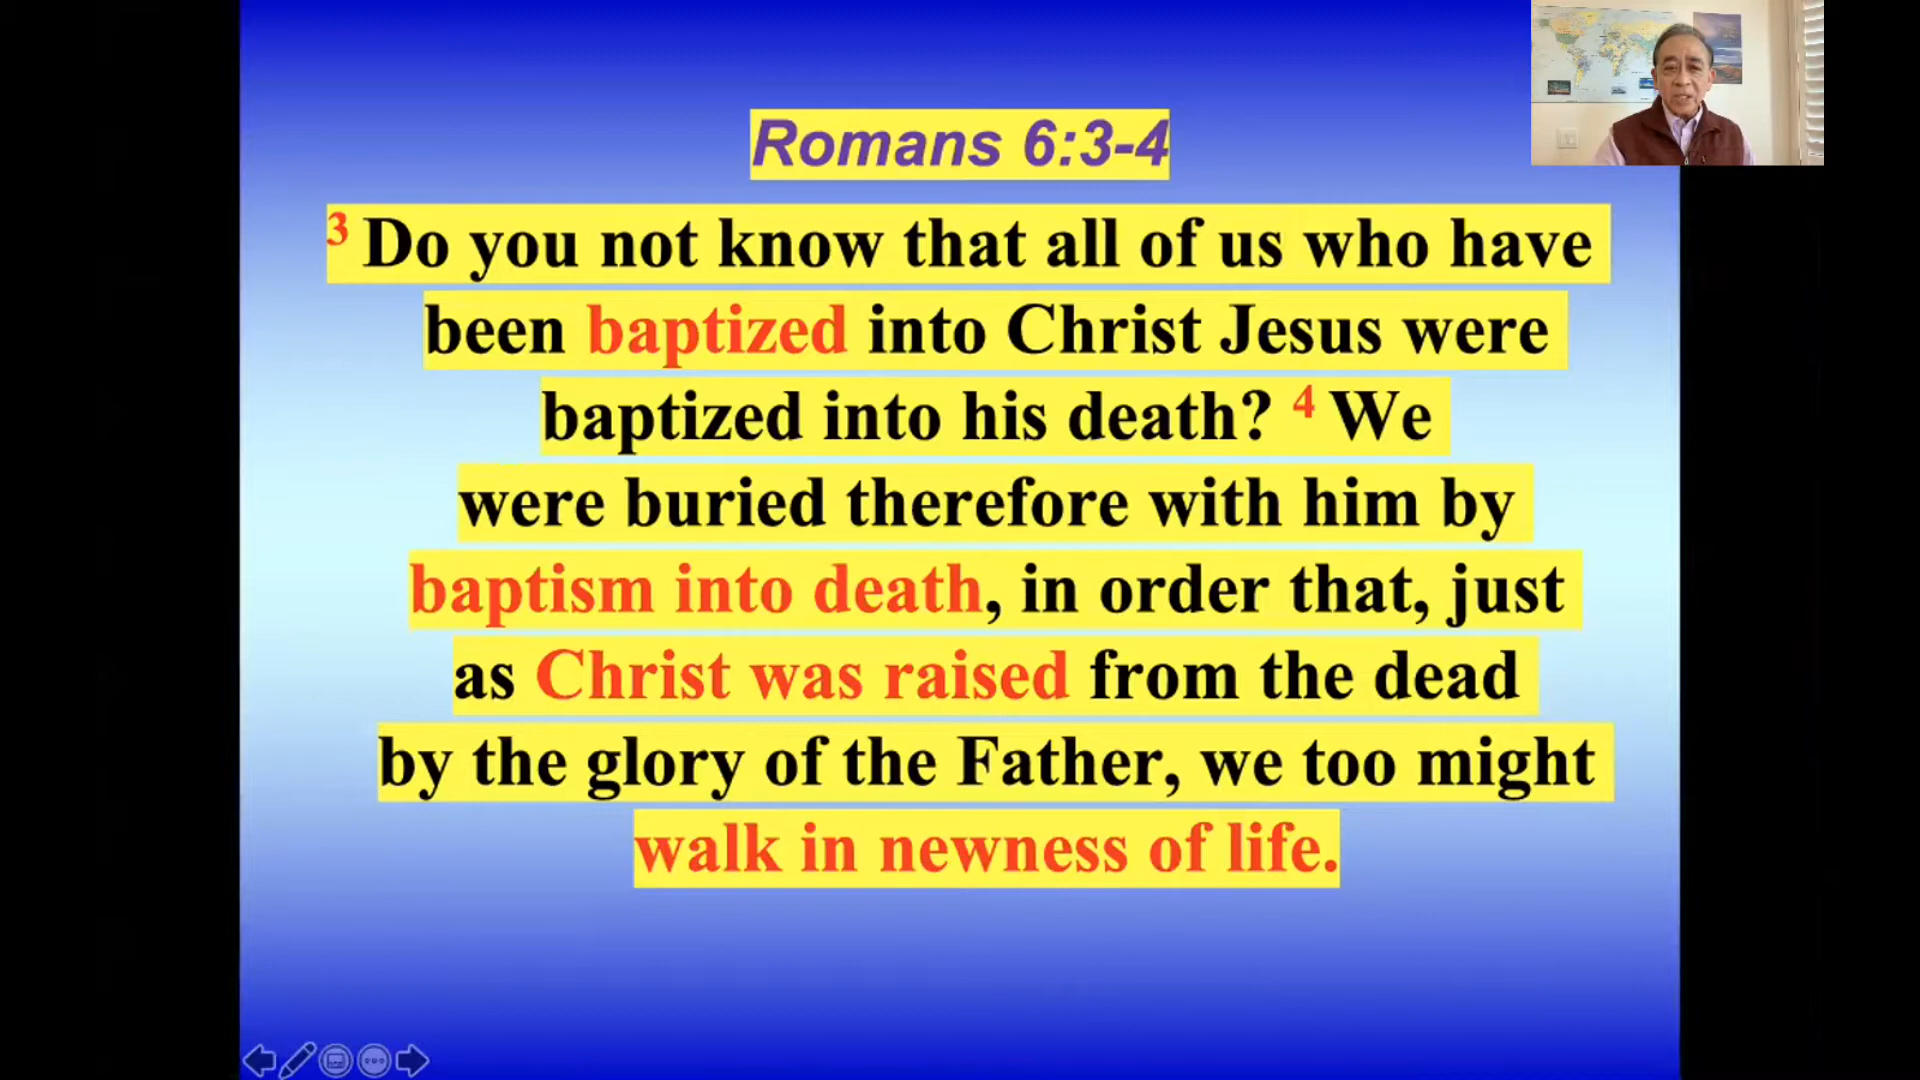 Romans 6:3-4
3 Do you not know that all of us who have
been baptized into Christ Jesus were
baptized into his death? 4 We
were buried therefore with him by
baptism into death, in order that, just
as Christ was raised from the dead
by the glory of the Father, we too might
walk in newness of life.